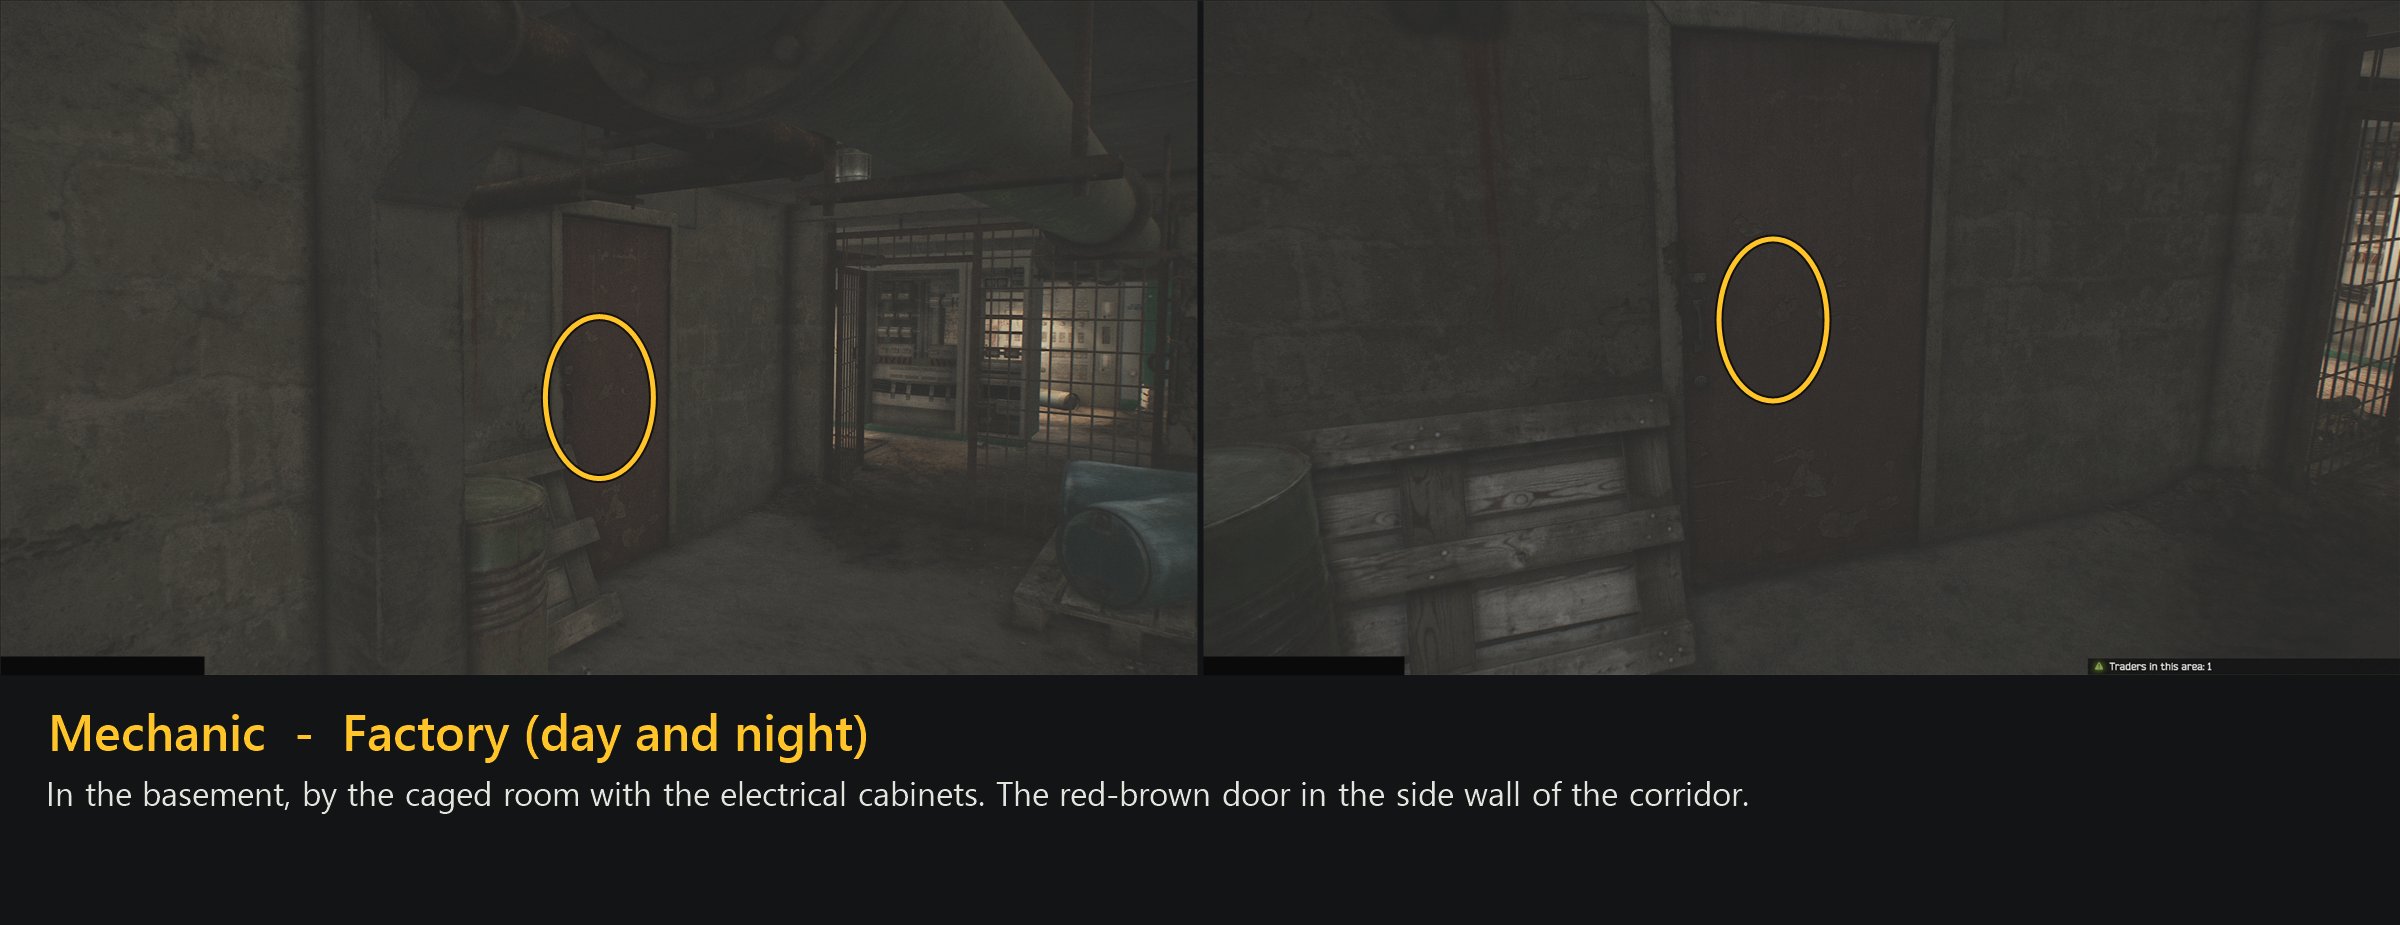 Traders in this area: 1
Mechanic - Factory (day and night)
In the basement, by the caged room with the electrical cabinets. The red-brown door in the side wall of the corridor.